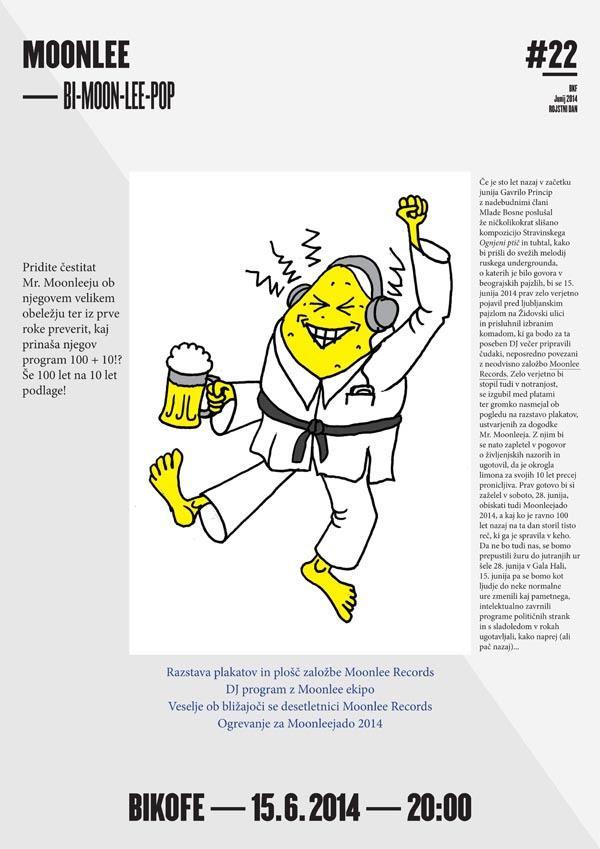 MOONLEE
— BI-MOON-LEE-POP
#22
BKF
Junij 2014
ROJSTNI DAN
Pridite čestitat
Mr. Moonleeju ob
njegovem velikem
obeležju ter iz prve
roke preverit, kaj
prinaša njegov
program 100 + 10!?
Še 100 let na 10 let
podlage!
Če je sto let nazaj v začetku
junija Gavrilo Princip
z nadebudnimi člani
Mlade Bosne poslušal
že ničkolikokrat slišano
kompozicijo Stravinskega
Ognjeni ptič in tuhtal, kako
bi prišli do svežih melodij
ruskega undergrounda,
o katerih je bilo govora v
beograjskih pajzlih, bi se 15.
junija 2014 prav zelo verjetno
pojavil pred ljubljanskim
pajzlom na Židovski ulici
in prisluhnil izbranim
komadom, ki ga bodo za ta
poseben DJ večer pripravili
čudaki, neposredno povezani
z neodvisno založbo Moonlee
Records. Zelo verjetno bi
stopil tudi v notranjost,
se izgubil med platami
ter gromko nasmejal ob
pogledu na razstavo plakatov,
ustvarjenih za dogodke
Mr. Moonleeja. Z njim bi
se nato zapletel v pogovor
o življenjskih nazorih in
ugotovil, da je okrogla
limona za svojih 10 let precej
pronicljiva. Prav gotovo bi si
zaželel v soboto, 28. junija,
obiskati tudi Moonleejado
2014, a kaj ko je ravno 100
let nazaj na ta dan storil tisto
reč, ki ga je spravila v keho.
Da ne bo tudi nas, se bomo
prepustili žuru do jutranjih ur
šele 28. junija v Gala Hali,
15. junija pa se bomo kot
ljudje do neke normalne
ure zmenili kaj pametnega,
intelektualno zavrnili
programe političnih strank
in s sladoledom v rokah
ugotavljali, kako naprej (ali
pač nazaj)...
Razstava plakatov in plošč založbe Moonlee Records
DJ program z Moonlee ekipo
Veselje ob bližajoči se desetletnici Moonlee Records
Ogrevanje za Moonleejado 2014
BIKOFE — 15. 6. 2014 — 20:00